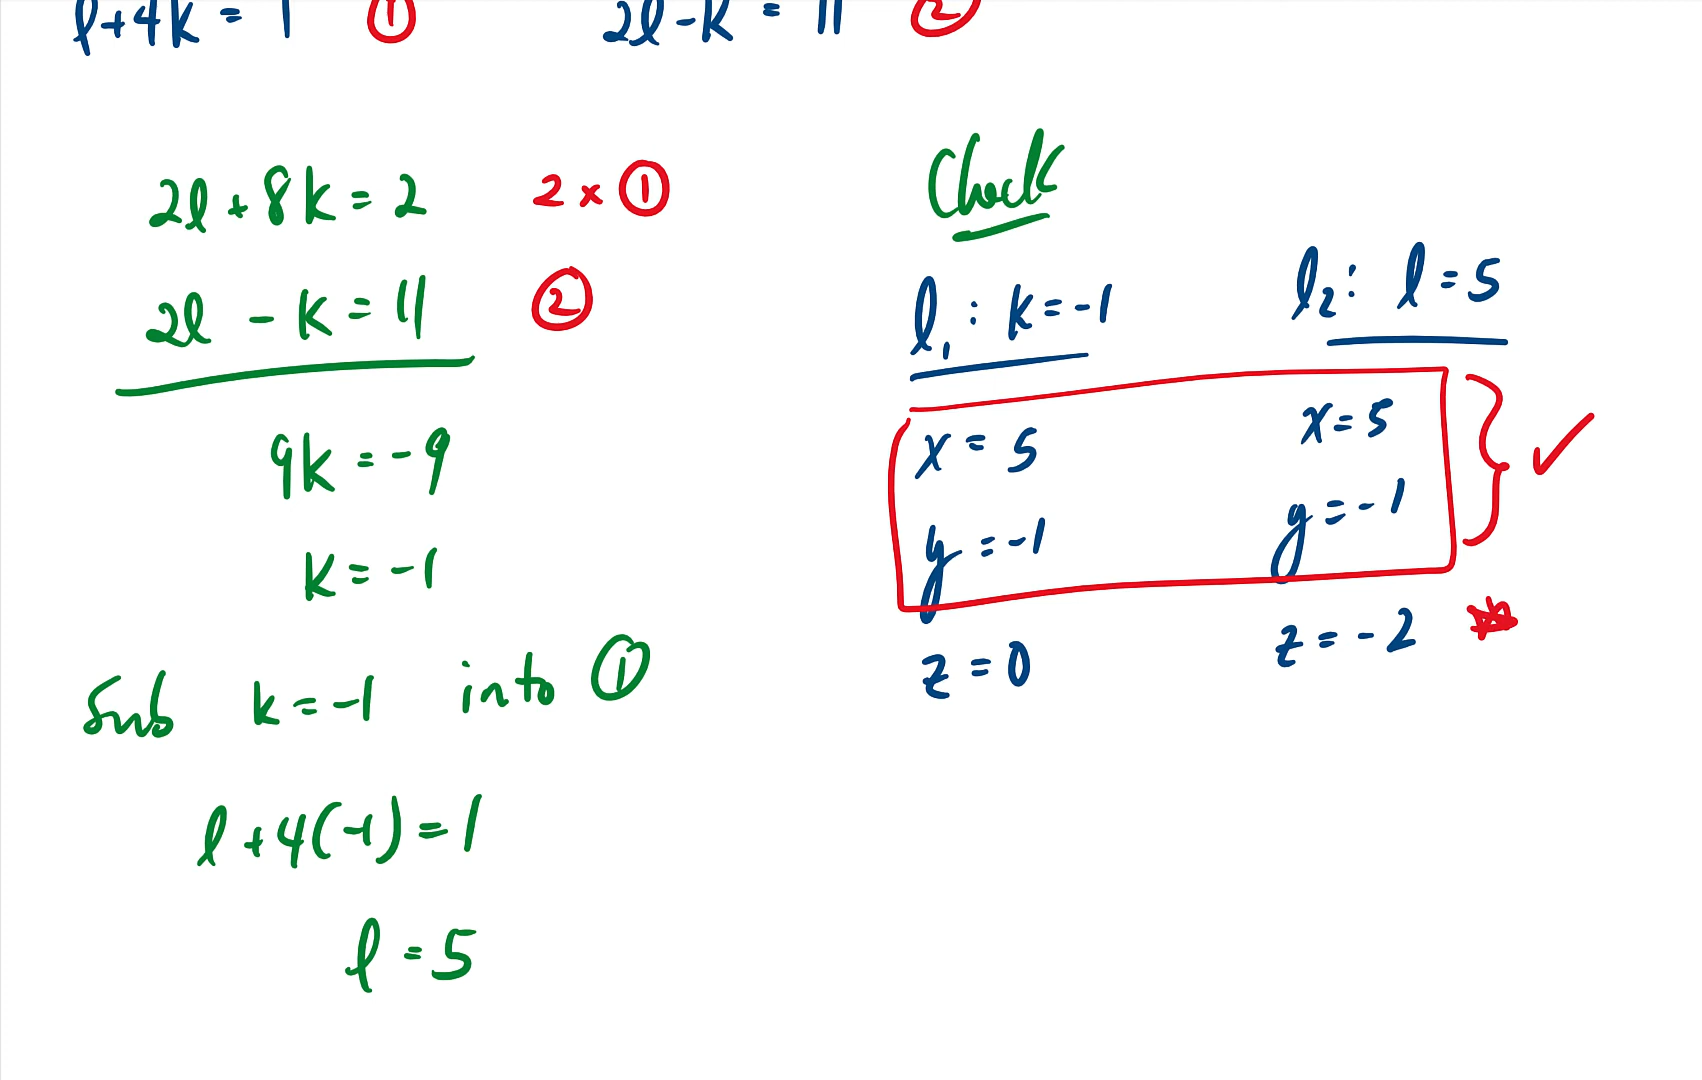 l+4k = 1 ① 2l-k = 11 ②
2l + 8k = 2 2 x ①
2l - k = 11 ②
9k = -9
k = -1
Sub k = -1 into ①
l + 4(-1) = 1
l = 5
Check
l₁ : k = -1 l₂ : l = 5
x = 5 x = 5
y = -1 y = -1
z = 0 z = -2